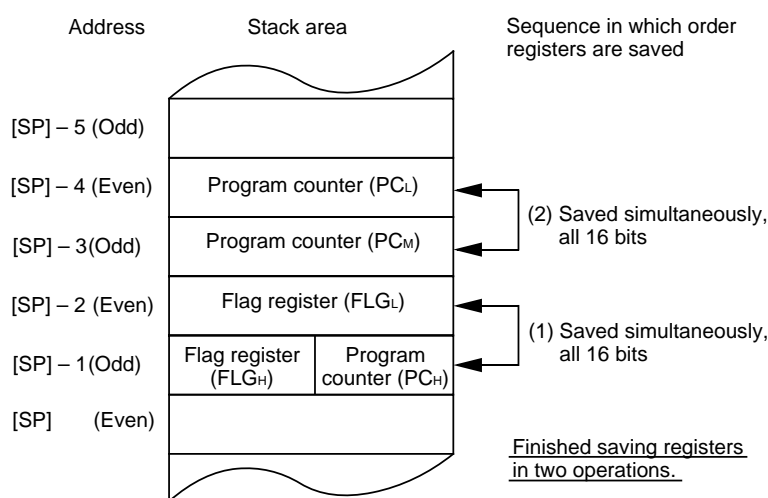 Address
Stack area
Sequence in which order
registers are saved
[SP] – 5 (Odd)
[SP] – 4 (Even)
Program counter (PCL)
[SP] – 3(Odd)
Program counter (PCM)
(2) Saved simultaneously,
all 16 bits
[SP] – 2 (Even)
Flag register (FLGL)
[SP] – 1(Odd)
Flag register
(FLGH)
Program
counter (PCH)
(1) Saved simultaneously,
all 16 bits
[SP] (Even)
Finished saving registers
in two operations.